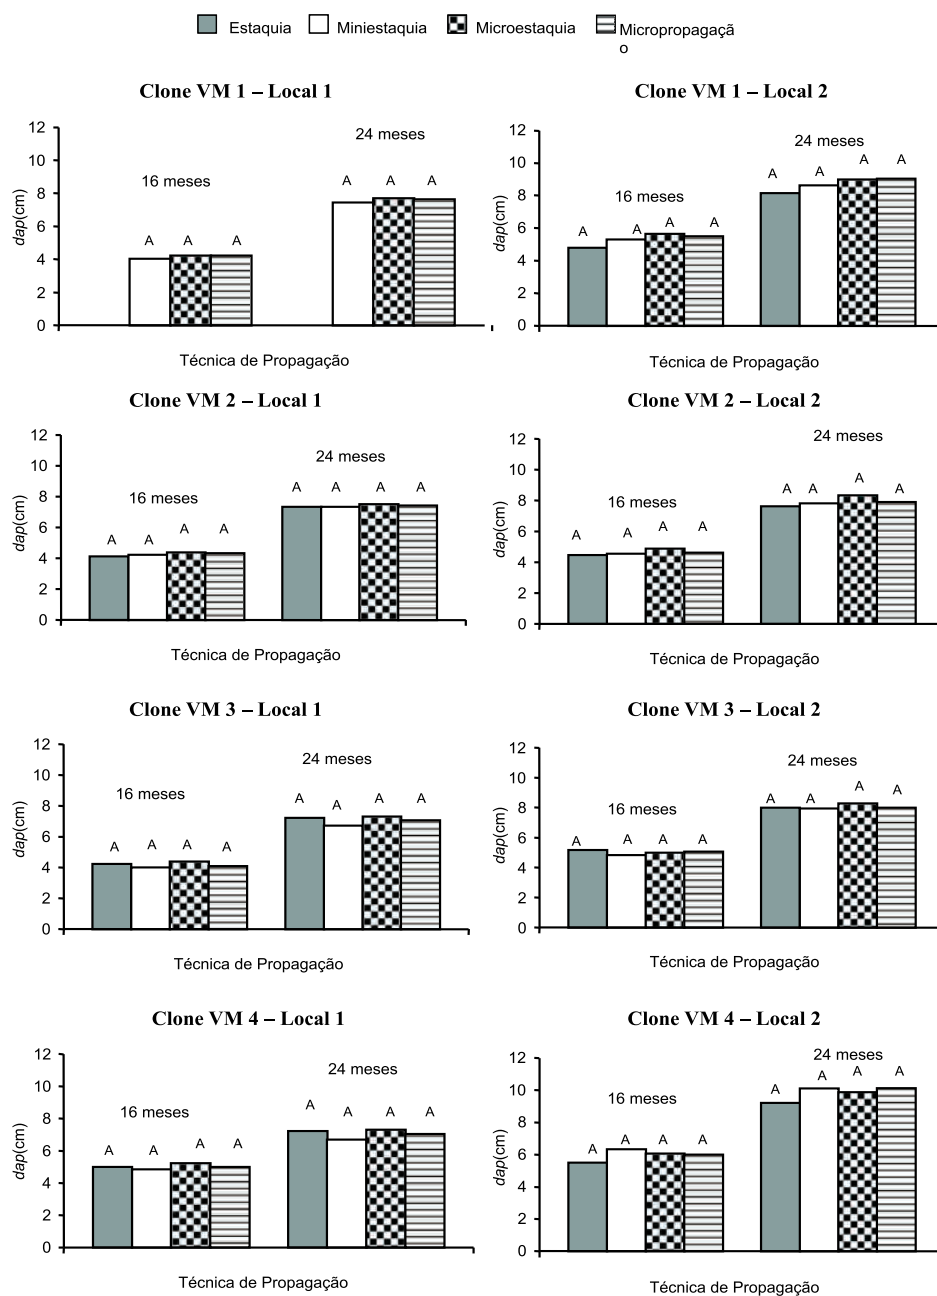 Estaquia Miniestaquia Microestaquia Micropropagaçã
o
Clone VM 1 – Local 1
12
10
8
6
4
2
0
dap(cm)
16 meses
24 meses
A A A
A A A
Técnica de Propagação
Clone VM 1 – Local 2
12
10
8
6
4
2
0
dap(cm)
16 meses
24 meses
A A A A
A A A A
Técnica de Propagação
Clone VM 2 – Local 1
12
10
8
6
4
2
0
dap(cm)
16 meses
24 meses
A A A A
A A A A
Técnica de Propagação
Clone VM 2 – Local 2
12
10
8
6
4
2
0
dap(cm)
16 meses
24 meses
A A A A
A A A A
Técnica de Propagação
Clone VM 3 – Local 1
12
10
8
6
4
2
0
dap(cm)
16 meses
24 meses
A A A A
A A A A
Técnica de Propagação
Clone VM 3 – Local 2
12
10
8
6
4
2
0
dap(cm)
16 meses
24 meses
A A A A
A A A A
Técnica de Propagação
Clone VM 4 – Local 1
12
10
8
6
4
2
0
dap(cm)
16 meses
24 meses
A A A A
A A A A
Técnica de Propagação
Clone VM 4 – Local 2
12
10
8
6
4
2
0
dap(cm)
16 meses
24 meses
A A A A
A A A A
Técnica de Propagação